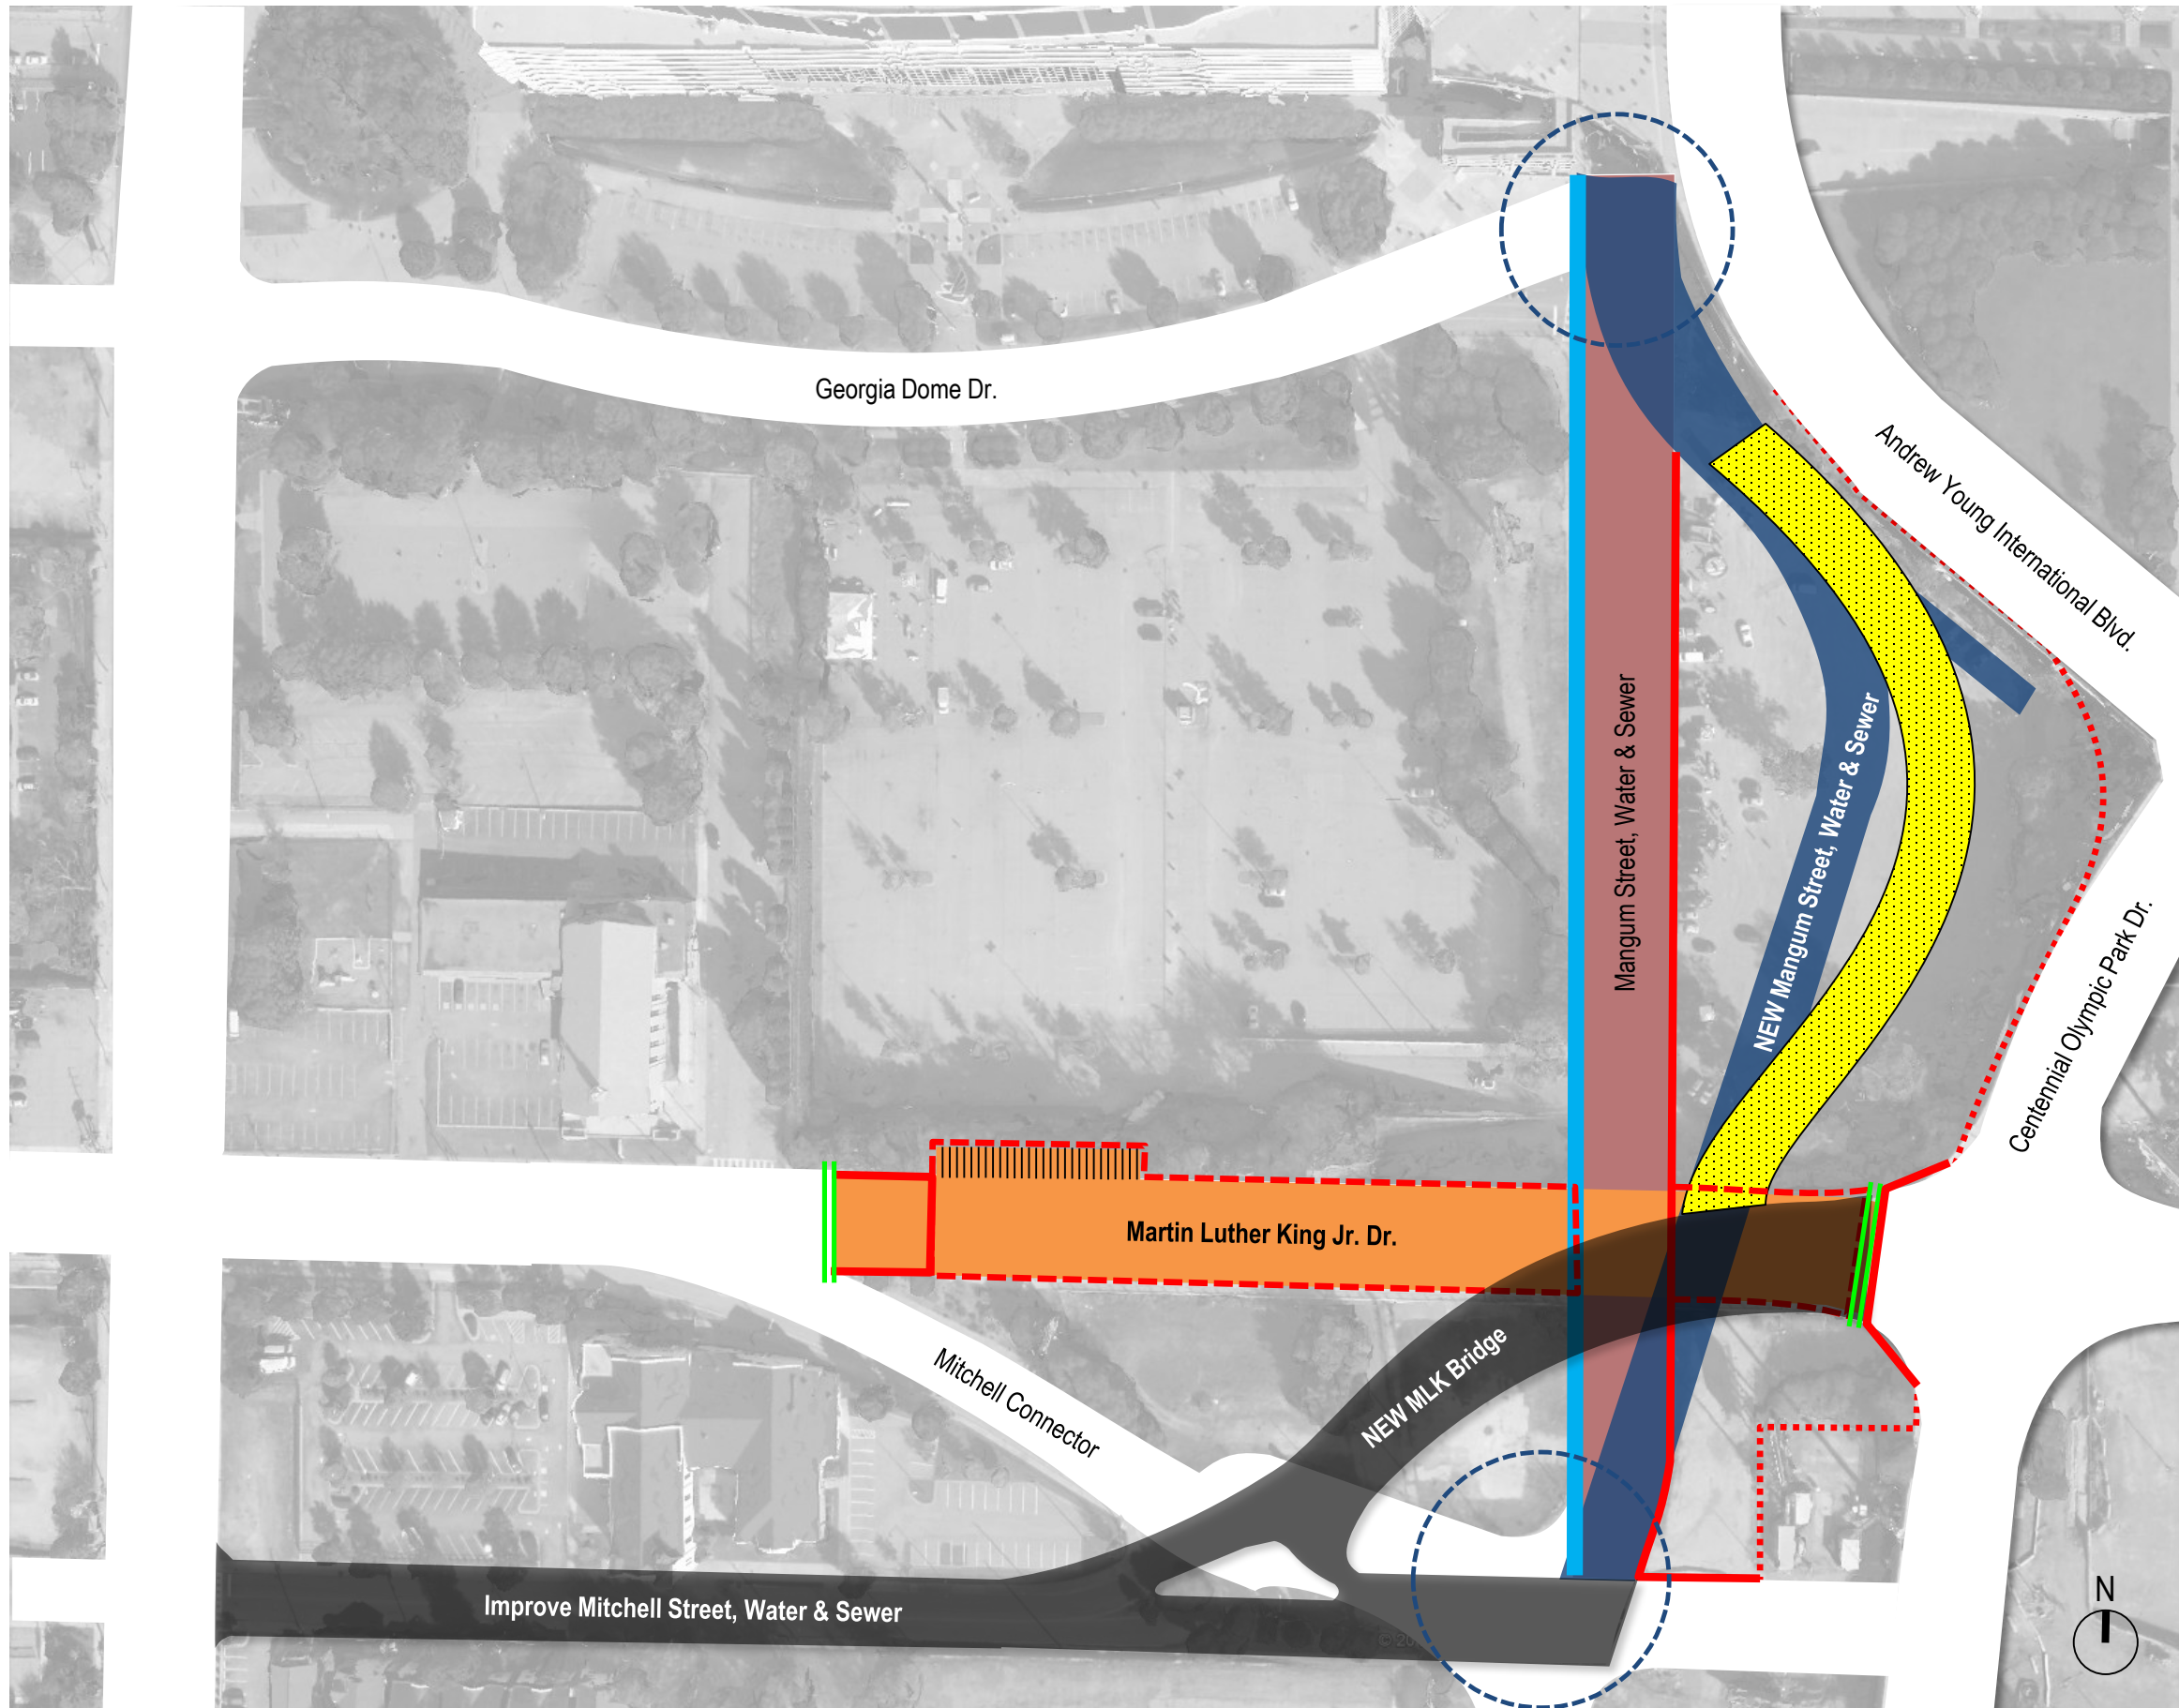 Georgia Dome Dr.
Andrew Young International Blvd.
Mangum Street, Water & Sewer
NEW Mangum Street, Water & Sewer
Centennial Olympic Park Dr.
Martin Luther King Jr. Dr.
Mitchell Connector
NEW MLK Bridge
Improve Mitchell Street, Water & Sewer
N